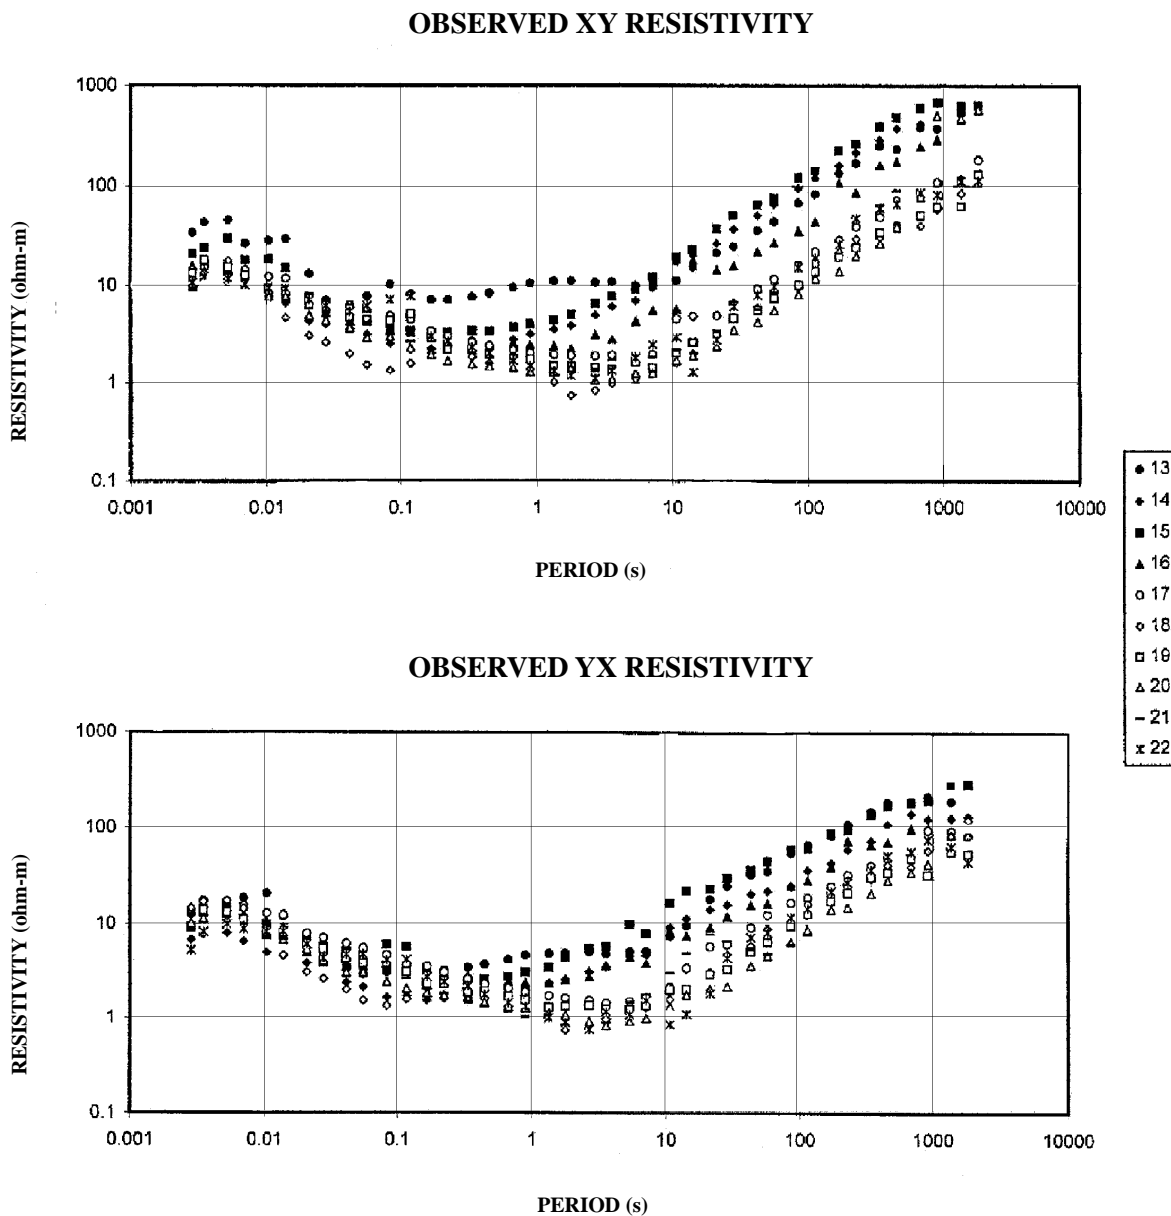 OBSERVED XY RESISTIVITY
1000
100
10
1
0.1
RESISTIVITY (ohm-m)
0.001 0.01 0.1 1 10 100 1000 10000
PERIOD (s)
13
14
15
16
17
18
19
20
21
22
OBSERVED YX RESISTIVITY
1000
100
10
1
0.1
RESISTIVITY (ohm-m)
0.001 0.01 0.1 1 10 100 1000 10000
PERIOD (s)